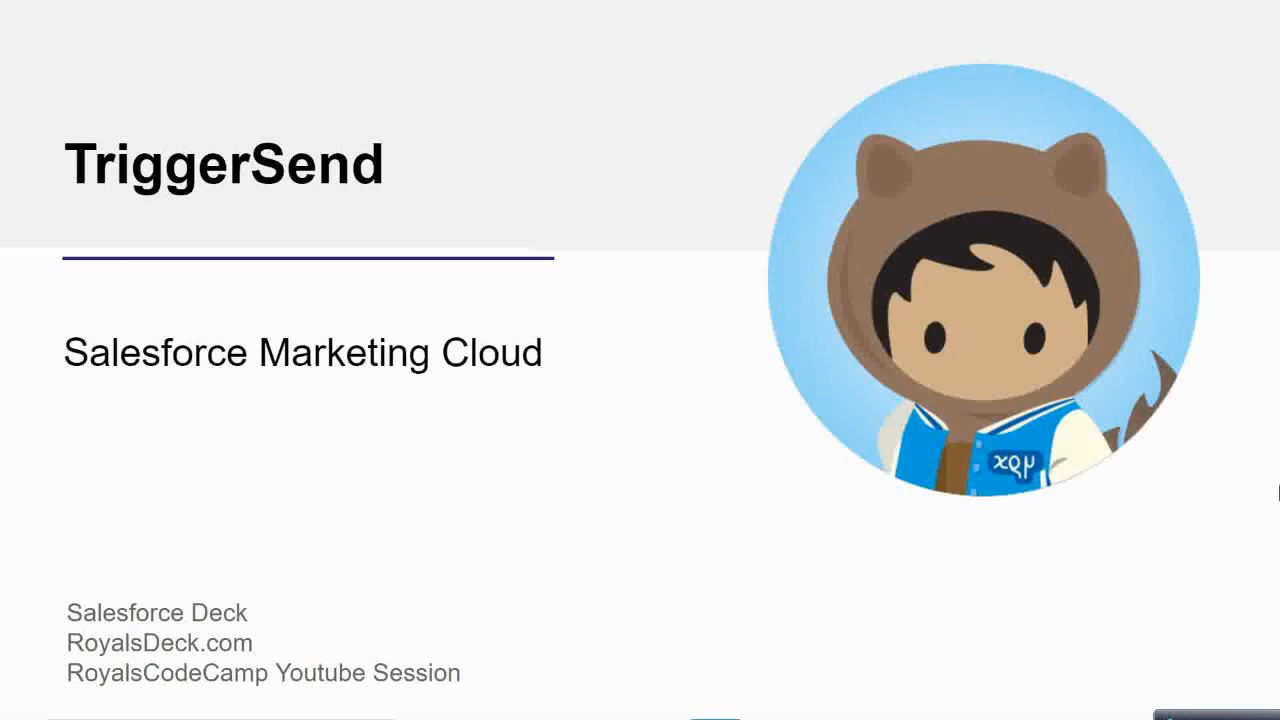 TriggerSend
Salesforce Marketing Cloud
Salesforce Deck
RoyalsDeck.com
RoyalsCodeCamp Youtube Session